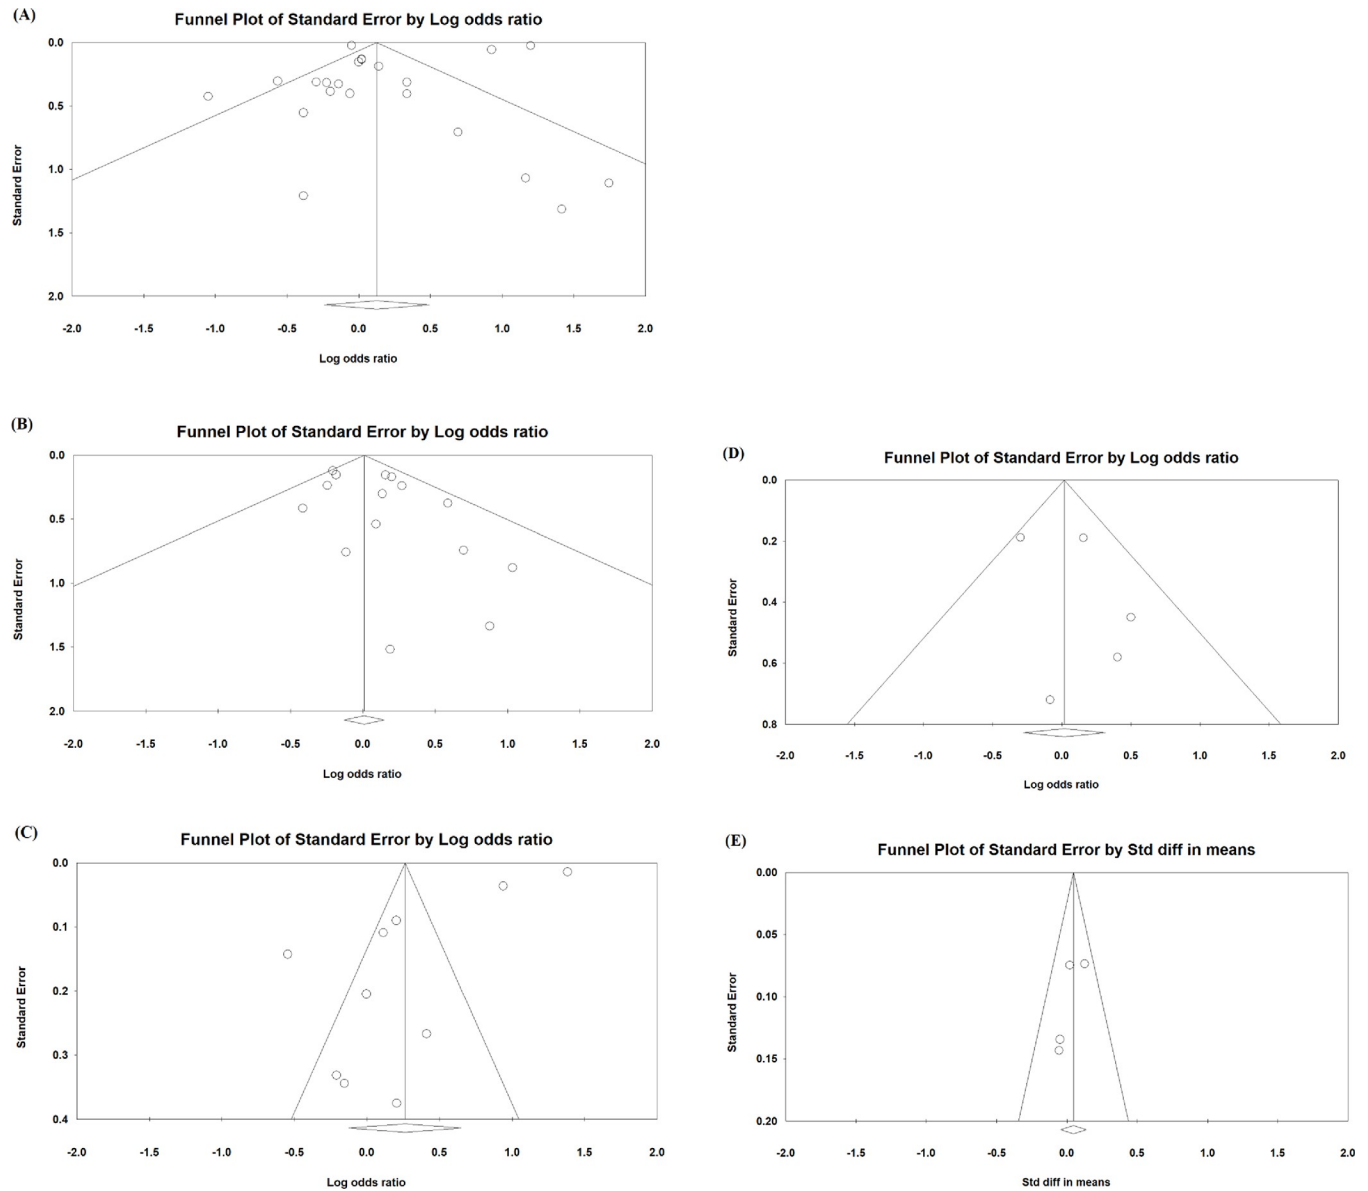 (A)
Funnel Plot of Standard Error by Log odds ratio
0.0
0.5
1.0
1.5
2.0
Standard Error
-2.0 -1.5 -1.0 -0.5 0.0 0.5 1.0 1.5 2.0
Log odds ratio
(B)
Funnel Plot of Standard Error by Log odds ratio
0.0
0.5
1.0
1.5
2.0
Standard Error
-2.0 -1.5 -1.0 -0.5 0.0 0.5 1.0 1.5 2.0
Log odds ratio
(D)
Funnel Plot of Standard Error by Log odds ratio
0.0
0.2
0.4
0.6
0.8
Standard Error
-2.0 -1.5 -1.0 -0.5 0.0 0.5 1.0 1.5 2.0
Log odds ratio
(C)
Funnel Plot of Standard Error by Log odds ratio
0.0
0.1
0.2
0.3
0.4
Standard Error
-2.0 -1.5 -1.0 -0.5 0.0 0.5 1.0 1.5 2.0
Log odds ratio
(E)
Funnel Plot of Standard Error by Std diff in means
0.00
0.05
0.10
0.15
0.20
Standard Error
-2.0 -1.5 -1.0 -0.5 0.0 0.5 1.0 1.5 2.0
Std diff in means